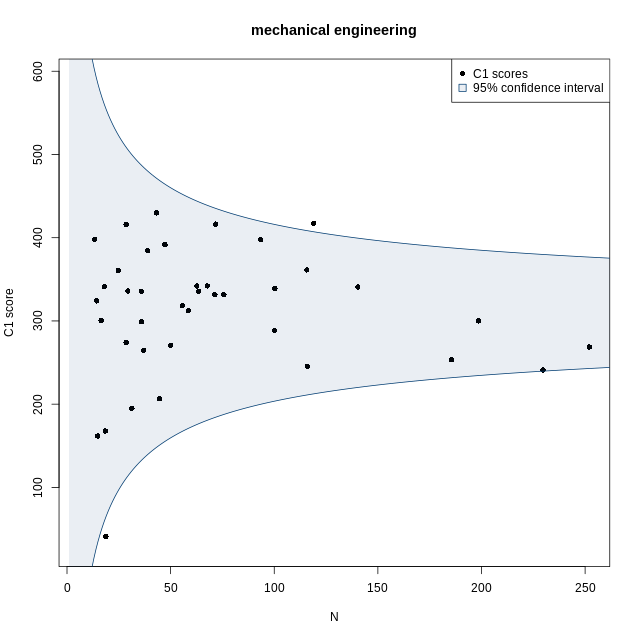 mechanical engineering
C1 scores
95% confidence interval
C1 score
600
500
400
300
200
100
0 50 100 150 200 250
N